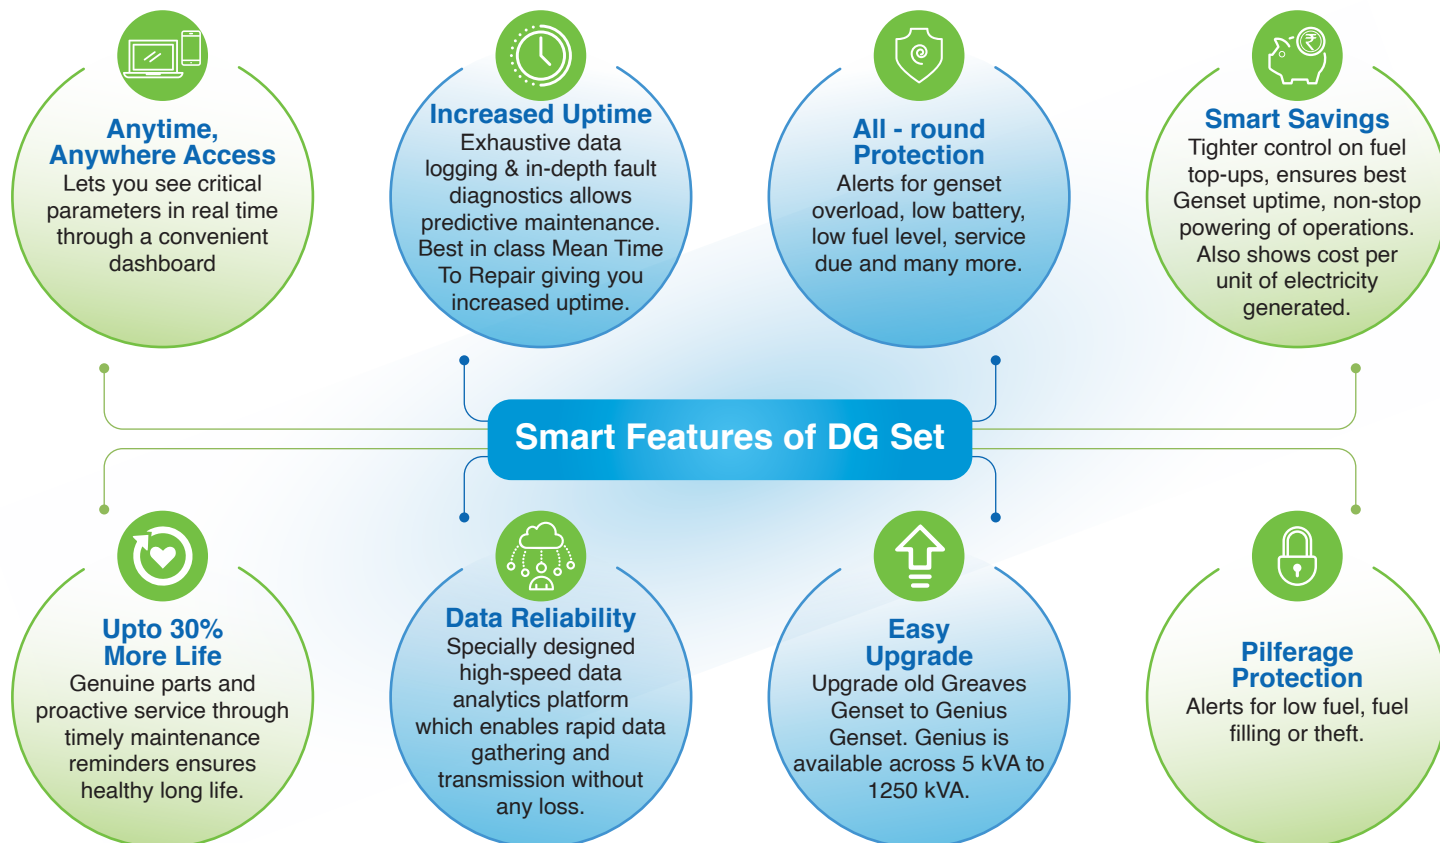 Anytime,
Anywhere Access
Lets you see critical
parameters in real time
through a convenient
dashboard
Increased Uptime
Exhaustive data
logging & in-depth fault
diagnostics allows
predictive maintenance.
Best in class Mean Time
To Repair giving you
increased uptime.
All - round
Protection
Alerts for genset
overload, low battery,
low fuel level, service
due and many more.
₹
Smart Savings
Tighter control on fuel
top-ups, ensures best
Genset uptime, non-stop
powering of operations.
Also shows cost per
unit of electricity
generated.
Smart Features of DG Set
Upto 30%
More Life
Genuine parts and
proactive service through
timely maintenance
reminders ensures
healthy long life.
Data Reliability
Specially designed
high-speed data
analytics platform
which enables rapid data
gathering and
transmission without
any loss.
Easy
Upgrade
Upgrade old Greaves
Genset to Genius
Genset. Genius is
available across 5 kVA to
1250 kVA.
Pilferage
Protection
Alerts for low fuel, fuel
filling or theft.